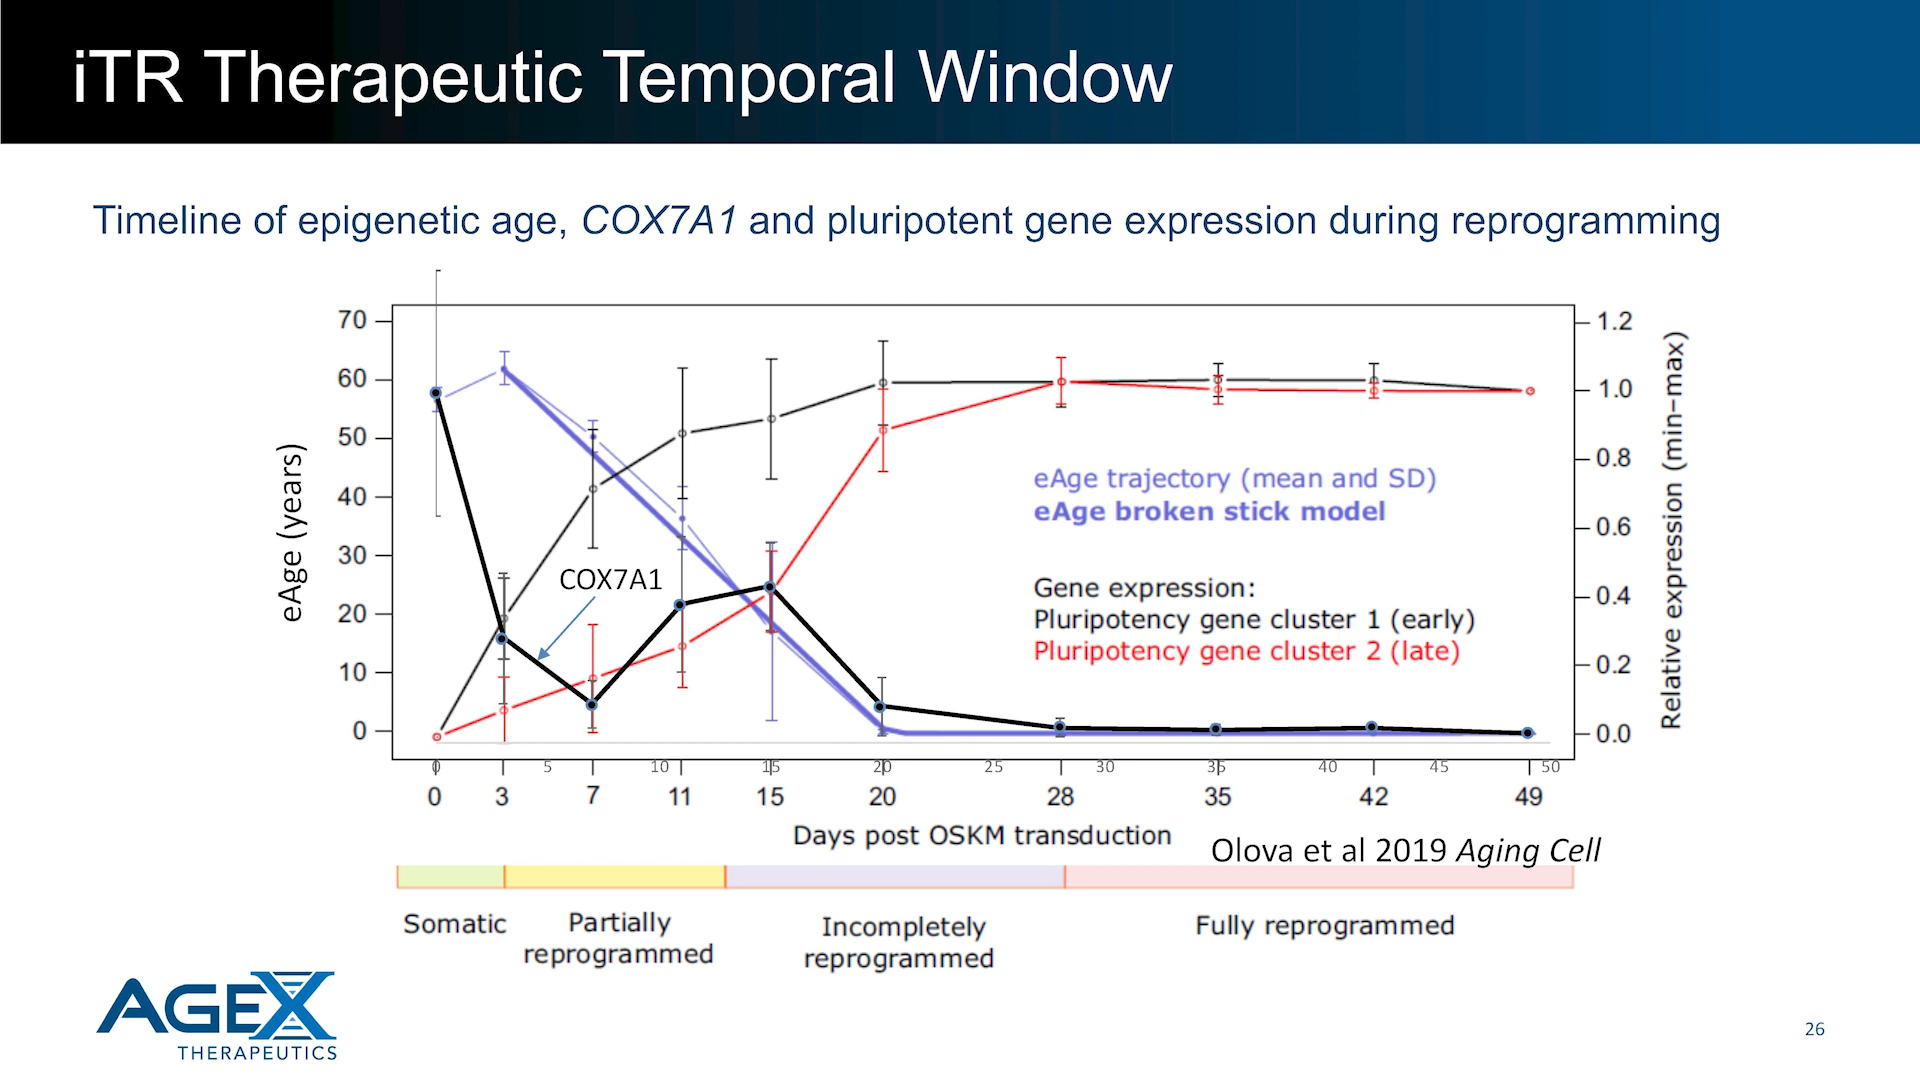 iTR Therapeutic Temporal Window
Timeline of epigenetic age, COX7A1 and pluripotent gene expression during reprogramming
70
60
50
40
30
20
10
0
eAge (years)
1.2
1.0
0.8
0.6
0.4
0.2
0.0
Relative expression (min–max)
COX7A1
eAge trajectory (mean and SD)
eAge broken stick model
Gene expression:
Pluripotency gene cluster 1 (early)
Pluripotency gene cluster 2 (late)
0 5 10 15 20 25 30 35 40 45 50
0 3 7 11 15 20 28 35 42 49
Days post OSKM transduction
Olova et al 2019 Aging Cell
Somatic
Partially
reprogrammed
Incompletely
reprogrammed
Fully reprogrammed
AGEX
THERAPEUTICS
26